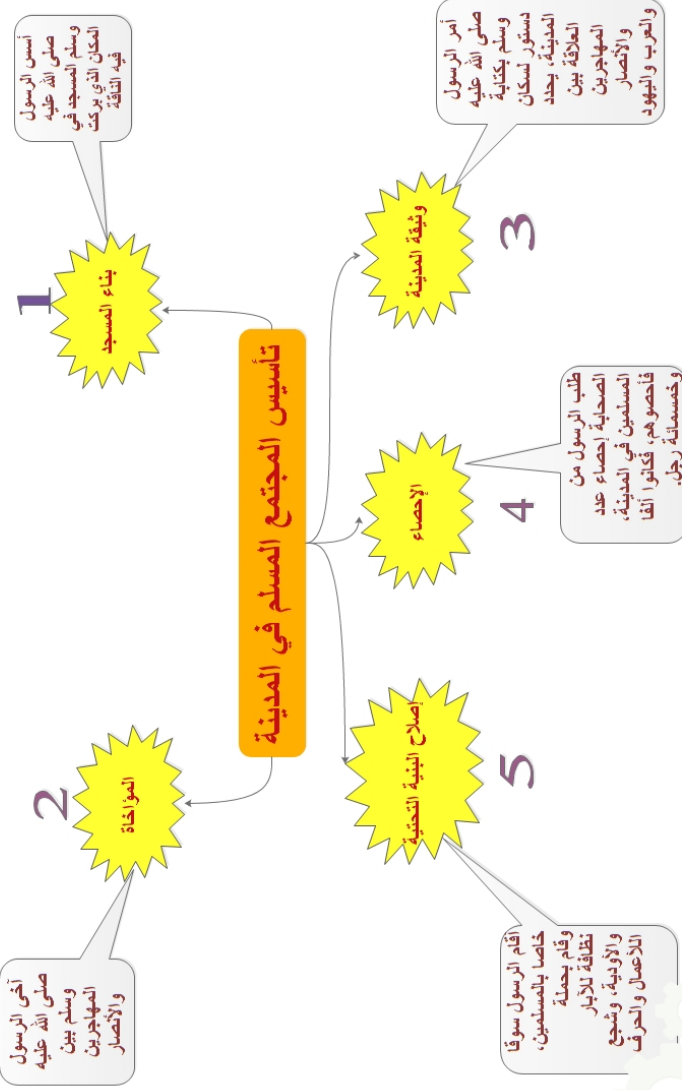 تأسيس المجتمع المسلم في المدينة
1
بناء المسجد
أسس الرسول
صلى الله عليه
وسلم المسجد في
المكان الذي بركت
فيه الناقة
2
المؤاخاة
آخى الرسول
صلى الله عليه
وسلم بين
المهاجرين
والأنصار
3
وثيقة المدينة
أمر الرسول
صلى الله عليه
وسلم بكتابة
دستور لسكان
المدينة، يحدد
العلاقة بين
المهاجرين
والأنصار
والعرب واليهود
4
الإحصاء
طلب الرسول من
الصحابة إحصاء عدد
المسلمين في المدينة،
فأحصوهم، فكانوا ألفا
وخمسمائة رجل.
5
إصلاح البنية التحتية
أقام الرسول سوقا
خاصا بالمسلمين،
وقام بحملة
نظافة للآبار
والأودية، وشجع
اللأعمال والحرف